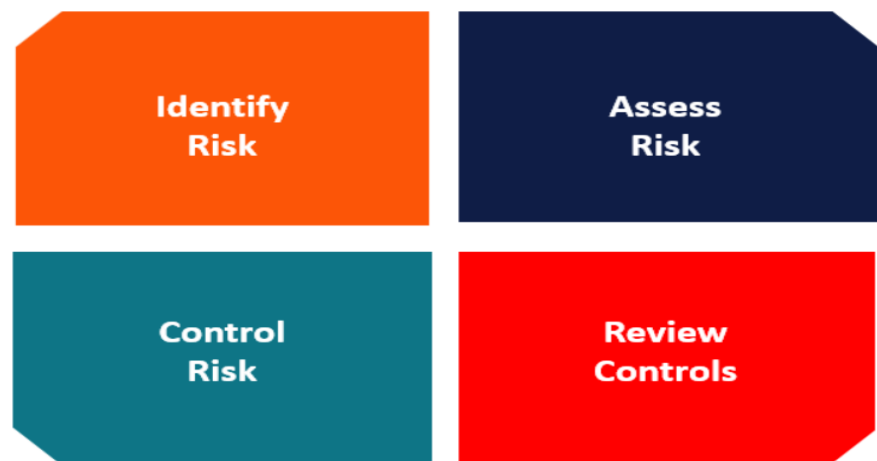 Identify
Risk
Assess
Risk
Control
Risk
Review
Controls